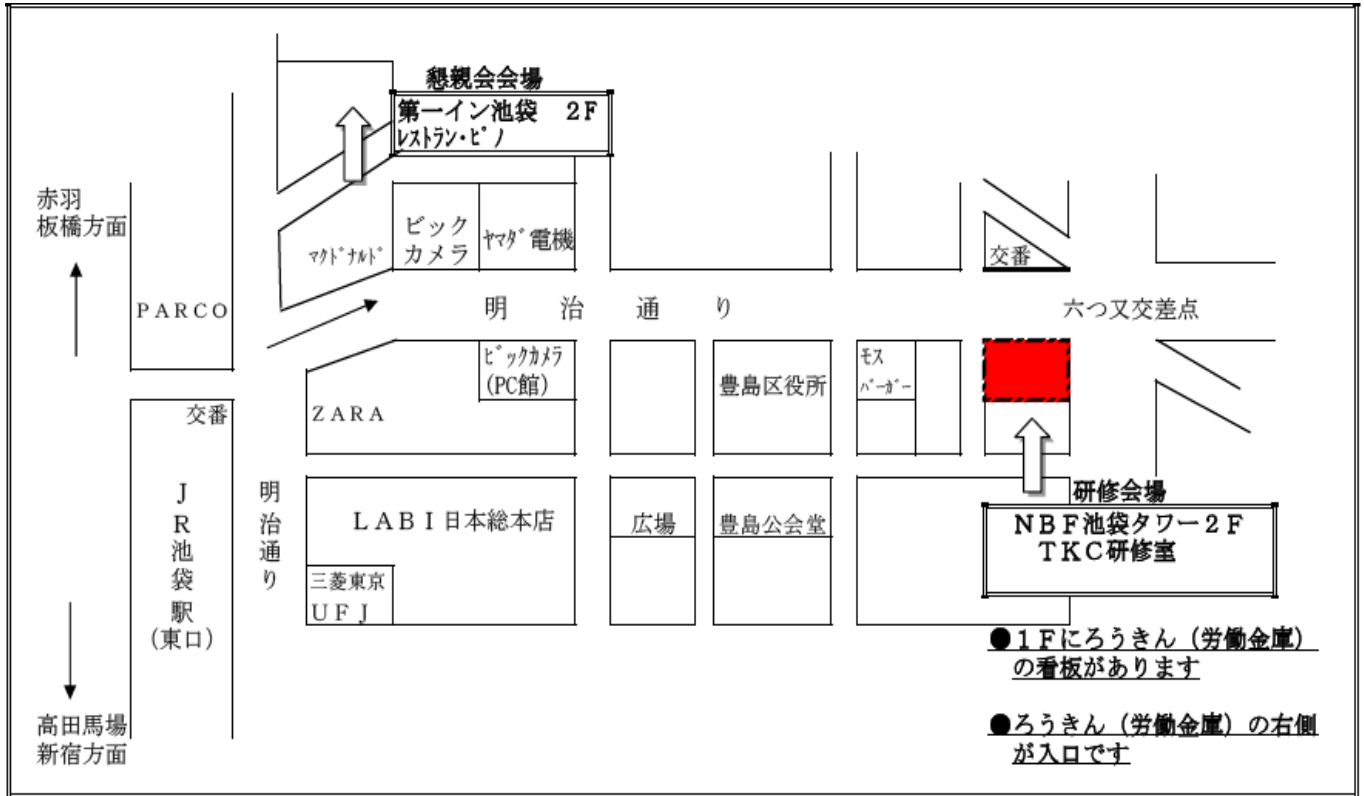 懇親会会場
第一イン池袋　２Ｆ
ﾚｽﾄﾗﾝ・ﾋﾟﾉ
赤羽
板橋方面
ﾏｸﾄﾞﾅﾙﾄﾞ
ビック
カメラ
ﾔﾏﾀﾞ電機
交番
ＰＡＲＣＯ
明　治　通　り
六つ又交差点
ﾋﾞｯｸｶﾒﾗ
(PC館)
豊島区役所
ﾓｽ
ﾊﾞｰｶﾞｰ
交番
ＺＡＲＡ
ＪＲ池袋駅
(東口)
明治通り
ＬＡＢＩ日本総本店
広場
豊島公会堂
三菱東京
ＵＦＪ
研修会場
ＮＢＦ池袋タワー２Ｆ
ＴＫＣ研修室
●１Ｆにろうきん（労働金庫）
の看板があります
●ろうきん（労働金庫）の右側
が入口です
高田馬場
新宿方面